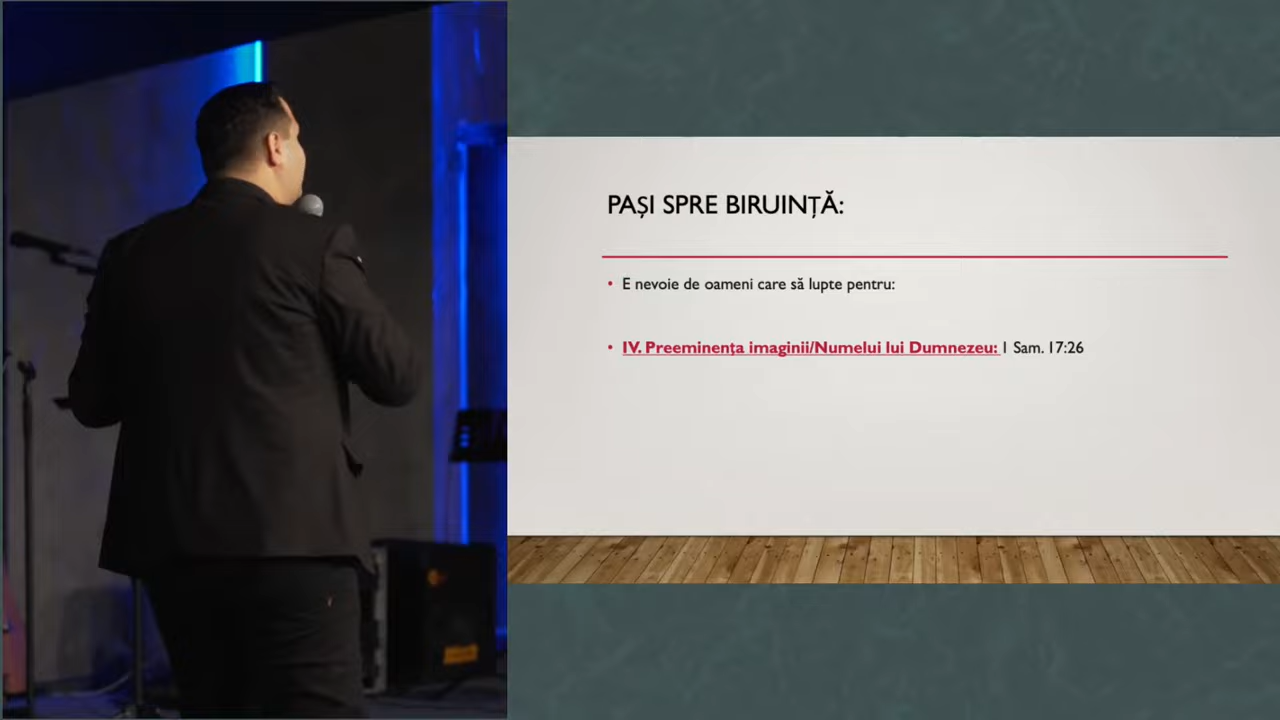 PAȘI SPRE BIRUINȚĂ:
• E nevoie de oameni care să lupte pentru:
• IV. Preeminența imaginii/Numelui lui Dumnezeu: 1 Sam. 17:26